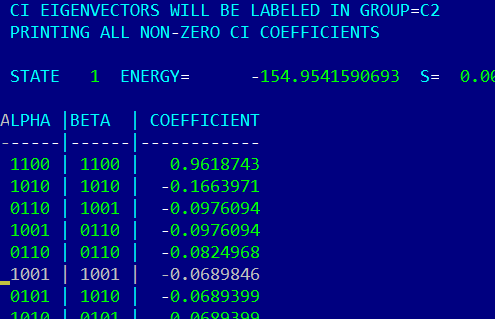 CI EIGENVECTORS WILL BE LABELED IN GROUP=C2
PRINTING ALL NON-ZERO CI COEFFICIENTS
STATE 1 ENERGY= -154.9541590693 S= 0.00
ALPHA |BETA | COEFFICIENT
------|------|------------
1100 | 1100 | 0.9618743
1010 | 1010 | -0.1663971
0110 | 1001 | -0.0976094
1001 | 0110 | -0.0976094
0110 | 0110 | -0.0824968
1001 | 1001 | -0.0689846
0101 | 1010 | -0.0689399
1010 | 0101 | -0.0689399